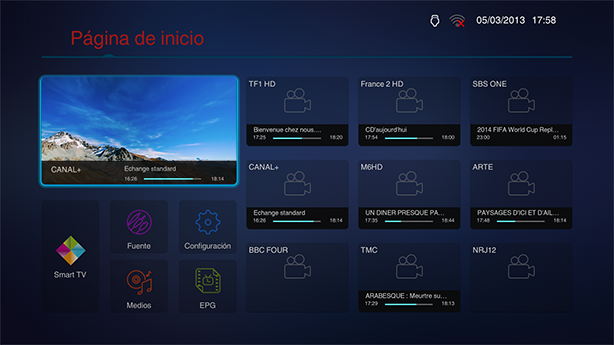 05/03/2013 17:58
Página de inicio
CANAL+
Echange standard
16:26 18:14
TF1 HD
Bienvenue chez nous....
17:25 18:20
France 2 HD
CD'aujourd'hui
17:54 18:00
SBS ONE
2014 FIFA World Cup Repl...
23:00 01:15
CANAL+
Echange standard
16:26 18:14
M6HD
UN DINER PRESQUE PA...
17:35 18:44
ARTE
PAYSAGES D'ICI ET D'AIL...
17:48 18:14
BBC FOUR
TMC
ARABESQUE : Meurtre su...
17:29 18:13
NRJ12
Smart TV
Fuente
Configuración
Medios
EPG